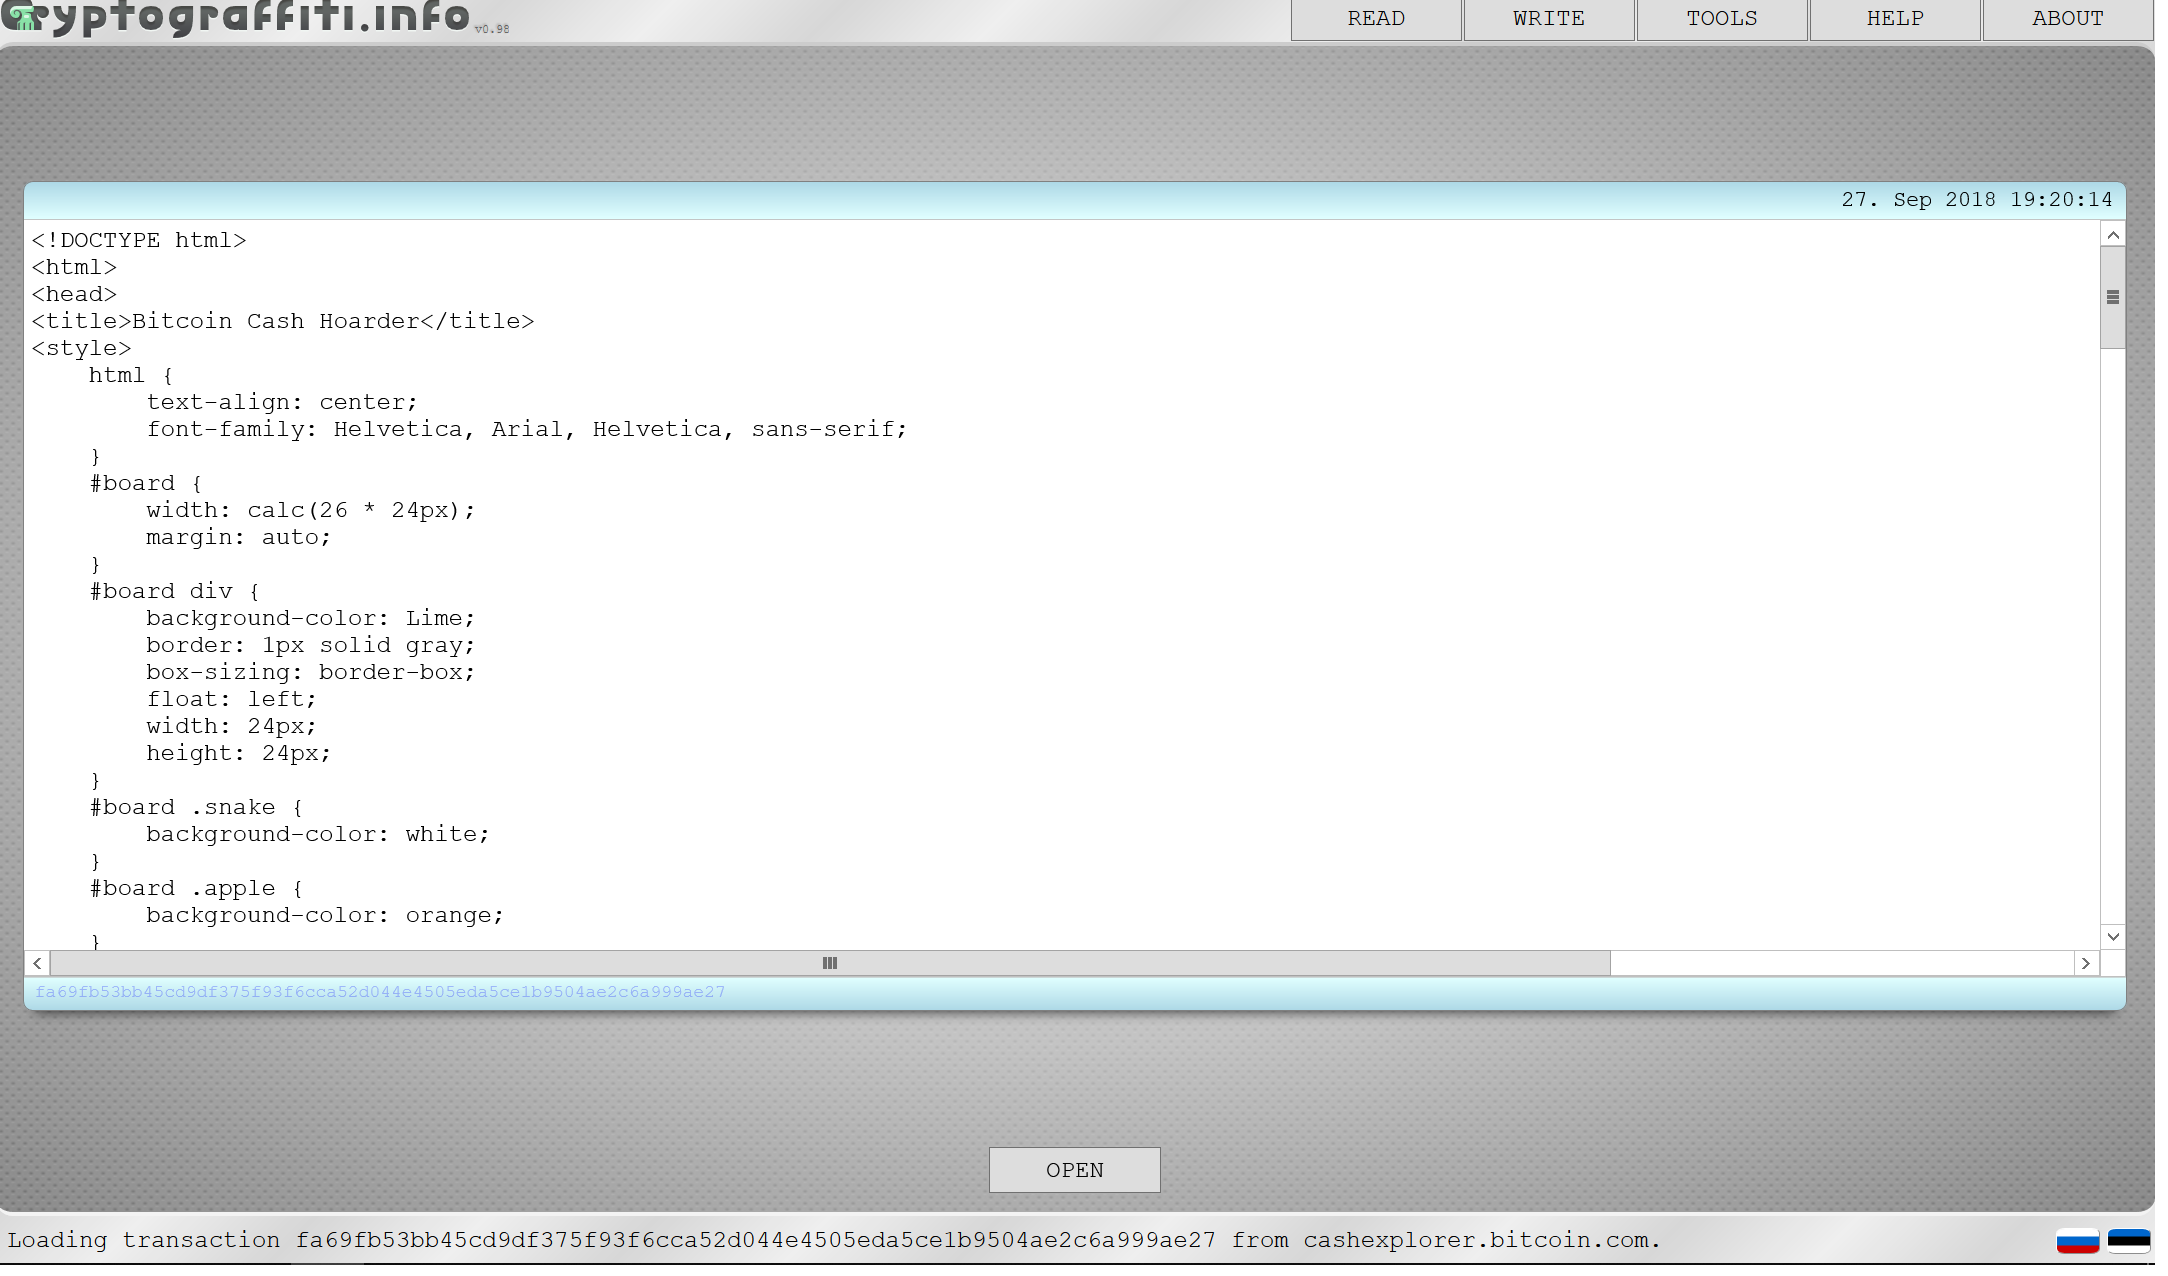 Cryptograffiti.info v0.98
READ WRITE TOOLS HELP ABOUT
27. Sep 2018 19:20:14
<!DOCTYPE html>
<html>
<head>
<title>Bitcoin Cash Hoarder</title>
<style>
    html {
        text-align: center;
        font-family: Helvetica, Arial, Helvetica, sans-serif;
    }
    #board {
        width: calc(26 * 24px);
        margin: auto;
    }
    #board div {
        background-color: Lime;
        border: 1px solid gray;
        box-sizing: border-box;
        float: left;
        width: 24px;
        height: 24px;
    }
    #board .snake {
        background-color: white;
    }
    #board .apple {
        background-color: orange;
    }
fa69fb53bb45cd9df375f93f6cca52d044e4505eda5ce1b9504ae2c6a999ae27
OPEN
Loading transaction fa69fb53bb45cd9df375f93f6cca52d044e4505eda5ce1b9504ae2c6a999ae27 from cashexplorer.bitcoin.com.